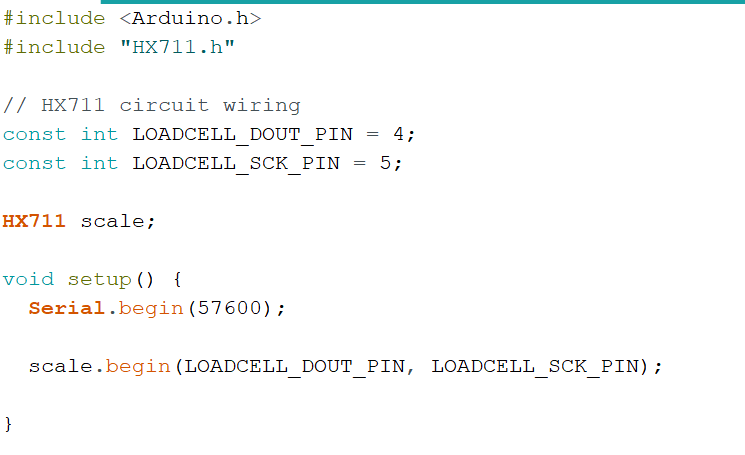 #include <Arduino.h>
#include "HX711.h"
// HX711 circuit wiring
const int LOADCELL_DOUT_PIN = 4;
const int LOADCELL_SCK_PIN = 5;
HX711 scale;
void setup() {
  Serial.begin(57600);
  scale.begin(LOADCELL_DOUT_PIN, LOADCELL_SCK_PIN);
}